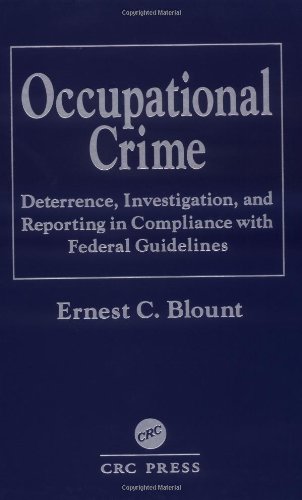 Occupational
Crime
Deterrence, Investigation, and
Reporting in Compliance with
Federal Guidelines
Ernest C. Blount
CRC
CRC PRESS